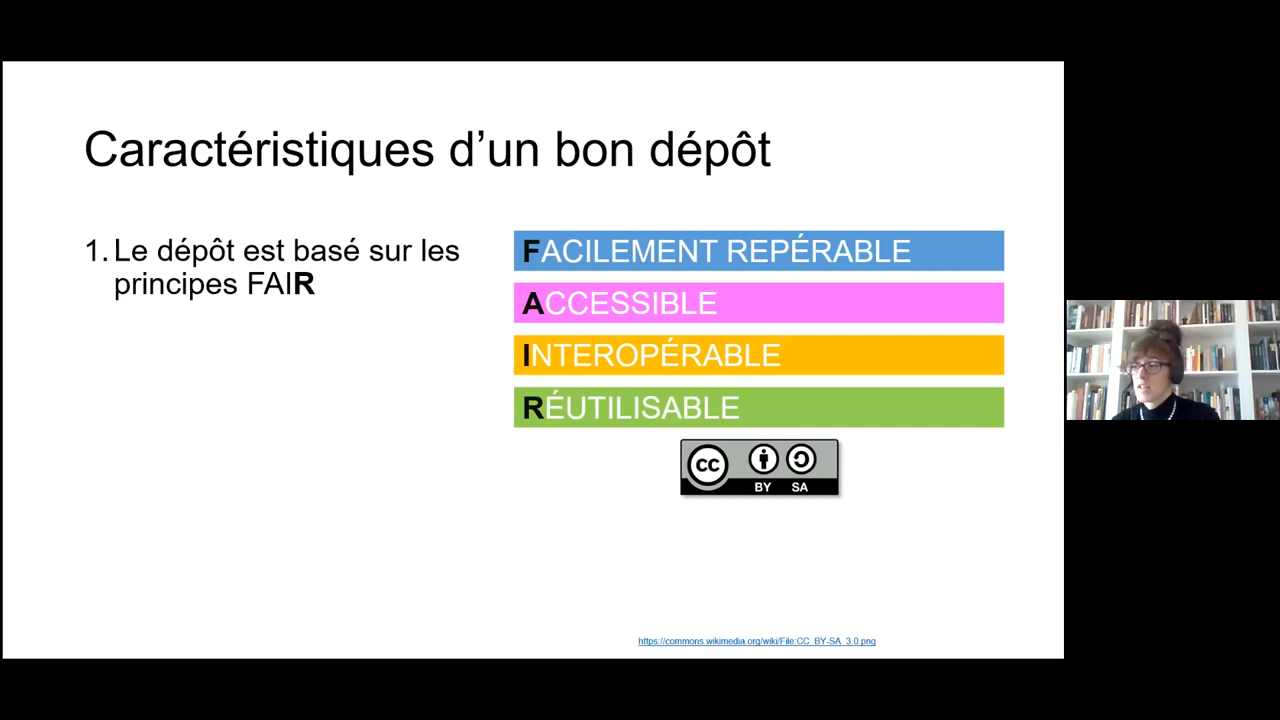 Caractéristiques d’un bon dépôt
1. Le dépôt est basé sur les
principes FAIR
FACILEMENT REPÉRABLE
ACCESSIBLE
INTEROPÉRABLE
RÉUTILISABLE
cc
BY SA
https://commons.wikimedia.org/wiki/File:CC_BY-SA_3.0.png